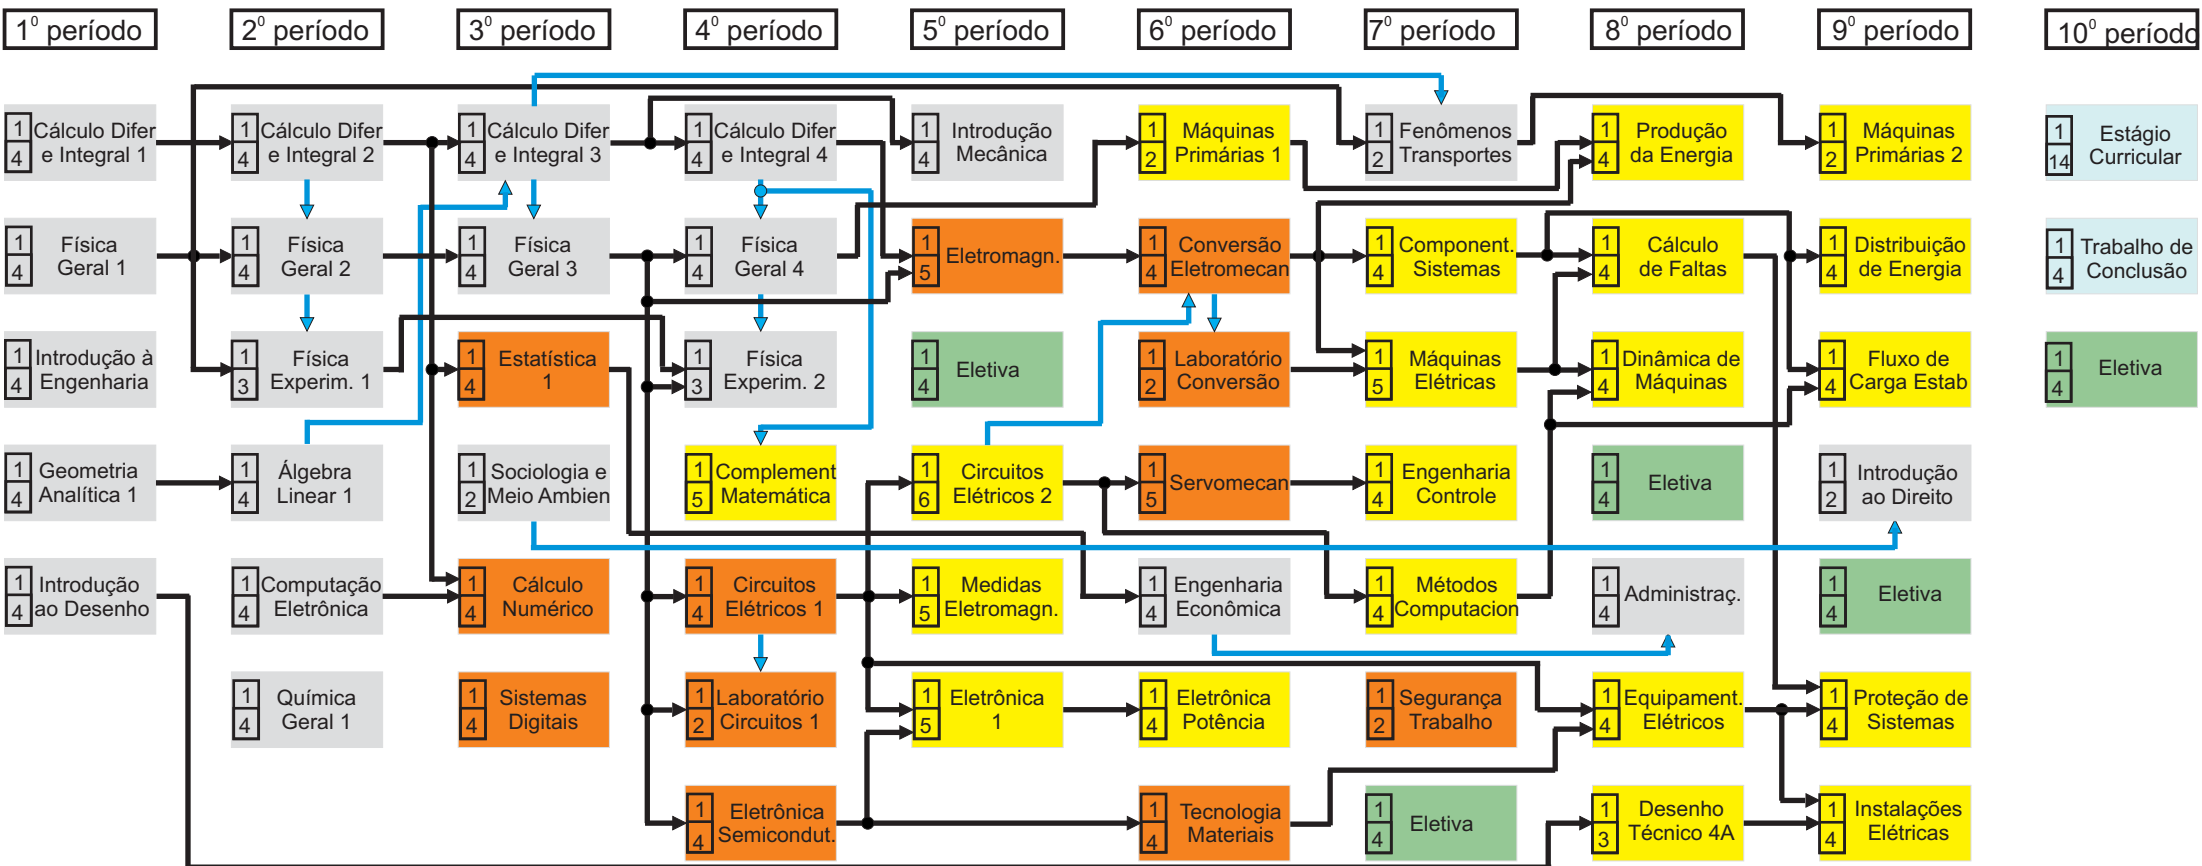 1⁰ período
2⁰ período
3⁰ período
4⁰ período
5⁰ período
6⁰ período
7⁰ período
8⁰ período
9⁰ período
10⁰ período
1
4
Cálculo Difer
e Integral 1
1
4
Cálculo Difer
e Integral 2
1
4
Cálculo Difer
e Integral 3
1
4
Cálculo Difer
e Integral 4
1
4
Introdução
Mecânica
1
2
Máquinas
Primárias 1
1
2
Fenômenos
Transportes
1
4
Produção
da Energia
1
2
Máquinas
Primárias 2
1
14
Estágio
Curricular
1
4
Física
Geral 1
1
4
Física
Geral 2
1
4
Física
Geral 3
1
4
Física
Geral 4
1
5
Eletromagn.
1
4
Conversão
Eletromecan
1
4
Component.
Sistemas
1
4
Cálculo
de Faltas
1
4
Distribuição
de Energia
1
4
Trabalho de
Conclusão
1
4
Introdução à
Engenharia
1
3
Física
Experim. 1
1
4
Estatística
1
1
3
Física
Experim. 2
1
4
Eletiva
1
2
Laboratório
Conversão
1
5
Máquinas
Elétricas
1
4
Dinâmica de
Máquinas
1
4
Fluxo de
Carga Estab
1
4
Eletiva
1
4
Geometria
Analítica 1
1
4
Álgebra
Linear 1
1
2
Sociologia e
Meio Ambien
1
5
Complement
Matemática
1
6
Circuitos
Elétricos 2
1
5
Servomecan
1
4
Engenharia
Controle
1
4
Eletiva
1
2
Introdução
ao Direito
1
4
Introdução
ao Desenho
1
4
Computação
Eletrônica
1
4
Cálculo
Numérico
1
4
Circuitos
Elétricos 1
1
5
Medidas
Eletromagn.
1
4
Engenharia
Econômica
1
4
Métodos
Computacion
1
4
Administraç.
1
4
Eletiva
1
4
Química
Geral 1
1
4
Sistemas
Digitais
1
2
Laboratório
Circuitos 1
1
5
Eletrônica
1
1
4
Eletrônica
Potência
1
2
Segurança
Trabalho
1
4
Equipament.
Elétricos
1
4
Proteção de
Sistemas
1
4
Eletrônica
Semicondut.
1
4
Tecnologia
Materiais
1
4
Eletiva
1
3
Desenho
Técnico 4A
1
4
Instalações
Elétricas